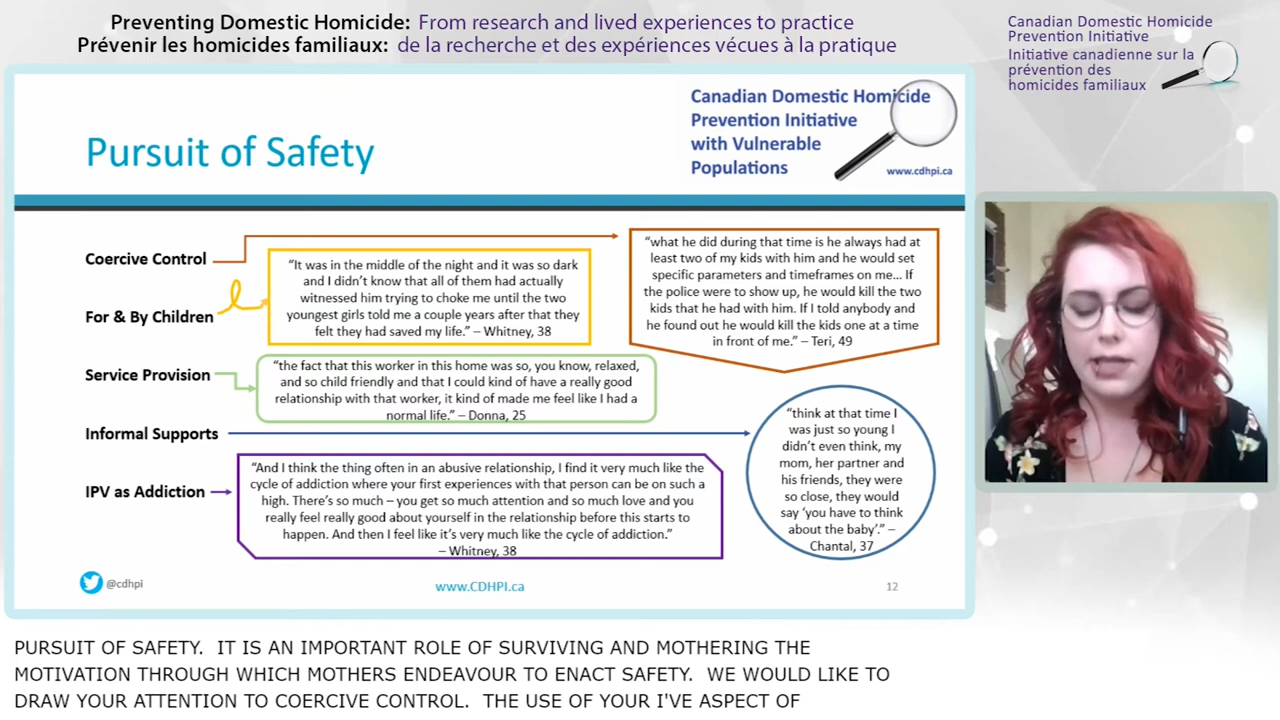 Preventing Domestic Homicide: From research and lived experiences to practice
Prévenir les homicides familiaux: de la recherche et des expériences vécues à la pratique
Canadian Domestic Homicide
Prevention Initiative
Initiative canadienne sur la
prévention des
homicides familiaux
Pursuit of Safety
Canadian Domestic Homicide
Prevention Initiative
with Vulnerable
Populations
www.cdhpi.ca
Coercive Control
“what he did during that time is he always had at
least two of my kids with him and he would set
specific parameters and timeframes on me... If
the police were to show up, he would kill the two
kids that he had with him. If I told anybody and
he found out he would kill the kids one at a time
in front of me.” – Teri, 49
For & By Children
“It was in the middle of the night and it was so dark
and I didn’t know that all of them had actually
witnessed him trying to choke me until the two
youngest girls told me a couple years after that they
felt they had saved my life.” – Whitney, 38
Service Provision
“the fact that this worker in this home was so, you know, relaxed,
and so child friendly and that I could kind of have a really good
relationship with that worker, it kind of made me feel like I had a
normal life.” – Donna, 25
Informal Supports
“think at that time I
was just so young I
didn’t even think, my
mom, her partner and
his friends, they were
so close, they would
say ‘you have to think
about the baby’.” –
Chantal, 37
IPV as Addiction
“And I think the thing often in an abusive relationship, I find it very much like the
cycle of addiction where your first experiences with that person can be on such a
high. There’s so much – you get so much attention and so much love and you
really feel really good about yourself in the relationship before this starts to
happen. And then I feel like it’s very much like the cycle of addiction.”
– Whitney, 38
@cdhpi
www.CDHPI.ca
12
PURSUIT OF SAFETY. IT IS AN IMPORTANT ROLE OF SURVIVING AND MOTHERING THE
MOTIVATION THROUGH WHICH MOTHERS ENDEAVOUR TO ENACT SAFETY. WE WOULD LIKE TO
DRAW YOUR ATTENTION TO COERCIVE CONTROL. THE USE OF YOUR I'VE ASPECT OF